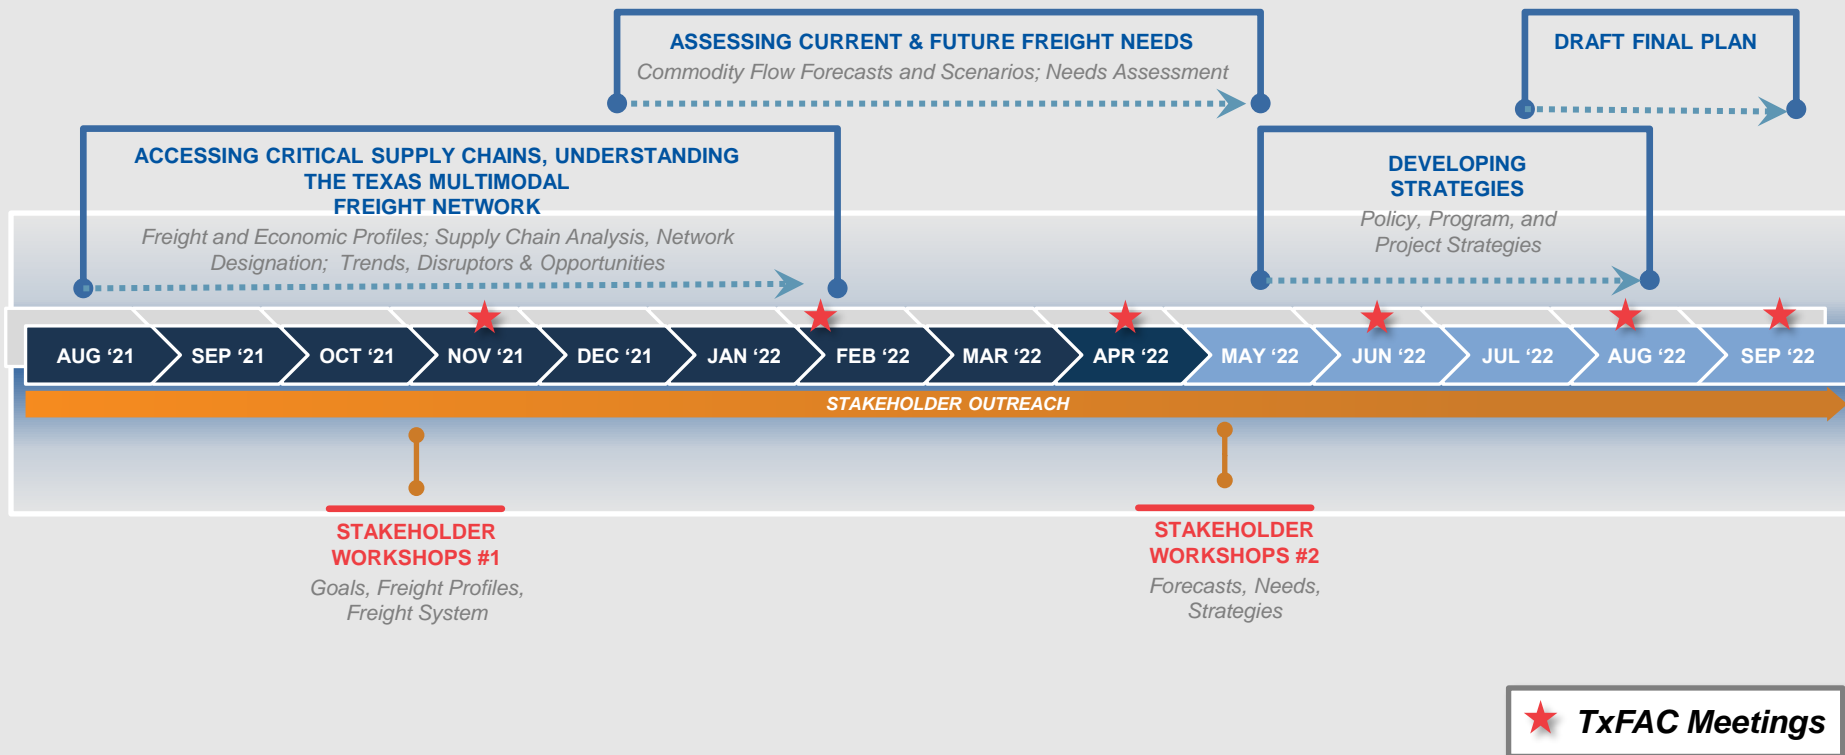 ASSESSING CURRENT & FUTURE FREIGHT NEEDS
Commodity Flow Forecasts and Scenarios; Needs Assessment
DRAFT FINAL PLAN
ACCESSING CRITICAL SUPPLY CHAINS, UNDERSTANDING
THE TEXAS MULTIMODAL
FREIGHT NETWORK
Freight and Economic Profiles; Supply Chain Analysis, Network
Designation; Trends, Disruptors & Opportunities
DEVELOPING
STRATEGIES
Policy, Program, and
Project Strategies
AUG ‘21 SEP ‘21 OCT ‘21 NOV ‘21 DEC ‘21 JAN ‘22 FEB ‘22 MAR ‘22 APR ‘22 MAY ‘22 JUN ‘22 JUL ‘22 AUG ‘22 SEP ‘22
STAKEHOLDER OUTREACH
STAKEHOLDER
WORKSHOPS #1
Goals, Freight Profiles,
Freight System
STAKEHOLDER
WORKSHOPS #2
Forecasts, Needs,
Strategies
TxFAC Meetings